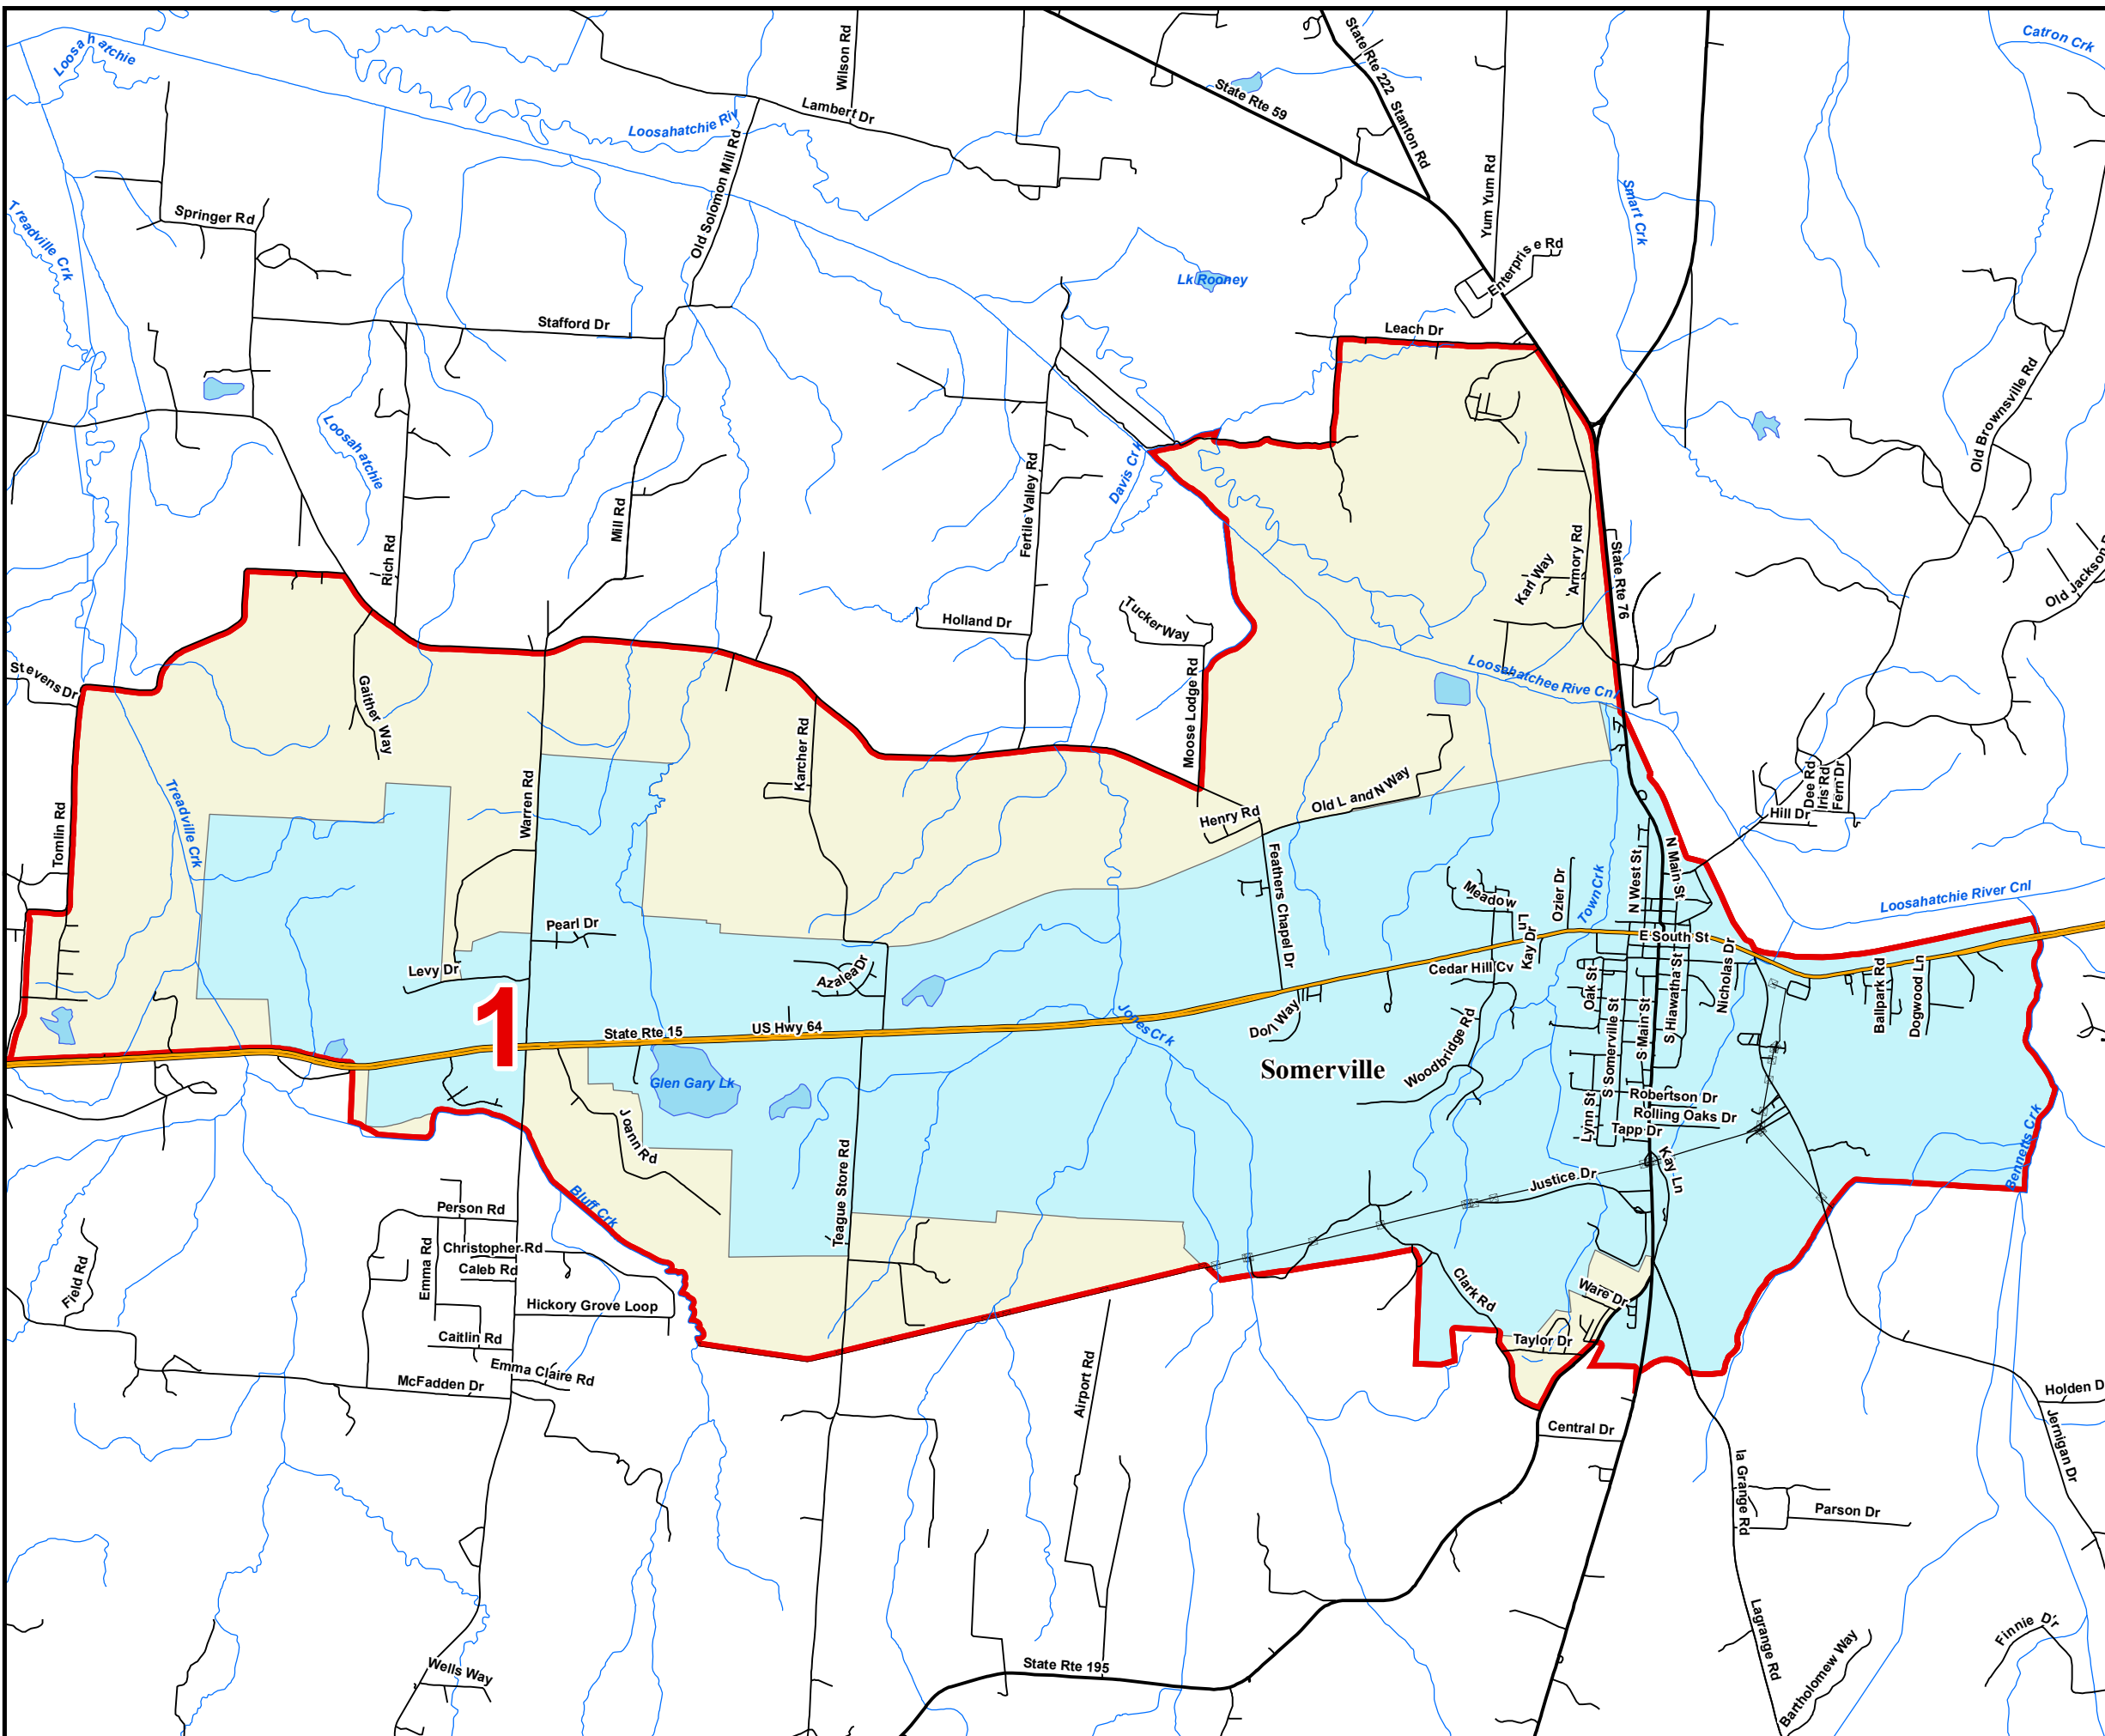 Loosahatchie
Catron Crk
Wilson Rd
State Rte 222
Stanton Rd
State Rte 59
Lambert Dr
Loosahatchie Riv
Old Solomon Mill Rd
Yum Yum Rd
Smart Crk
Springer Rd
Treadville Crk
Enterprise Rd
Lk Rooney
Stafford Dr
Leach Dr
Old Brownsville Rd
Loosahatchie
Davis Crk
Fertile Valley Rd
Mill Rd
Rich Rd
Armory Rd
Karl Way
State Rte 76
Old Jackson
Holland Dr
Tucker Way
Stevens Dr
Moose Lodge Rd
Loosahatchee Rive Cnl
Gaither Way
Karcher Rd
Warren Rd
Treadville Crk
Tomlin Rd
Old L and N Way
Henry Rd
Dee Rd
Iris Rd
Fern Dr
Hill Dr
Feathers Chapel Dr
Meadow Ln
Kay Dr
Ozier Dr
Town Crk
N West St
N Main St
Loosahatchie River Cnl
Pearl Dr
E South St
Levy Dr
Azalea Dr
Cedar Hill Cv
Oak St
S Hiawatha St
Nicholas Dr
Ballpark Rd
Dogwood Ln
1
State Rte 15
US Hwy 64
Jones Crk
Don Way
Woodbridge Rd
S Somerville St
S Main St
Somerville
Glen Gary Lk
Joann Rd
Lynn St
Robertson Dr
Rolling Oaks Dr
Tapp Dr
Bennetts Crk
Teague Store Rd
Justice Dr
Kay Ln
Bluff Crk
Person Rd
Christopher Rd
Caleb Rd
Emma Rd
Field Rd
Hickory Grove Loop
Clark Rd
Ware Dr
Caitlin Rd
Taylor Dr
Emma Claire Rd
McFadden Dr
Airport Rd
Central Dr
Holden D
Jernigan Dr
la Grange Rd
Parson Dr
Wells Way
State Rte 195
Lagrange Rd
Bartholomew Way
Finnie Dr